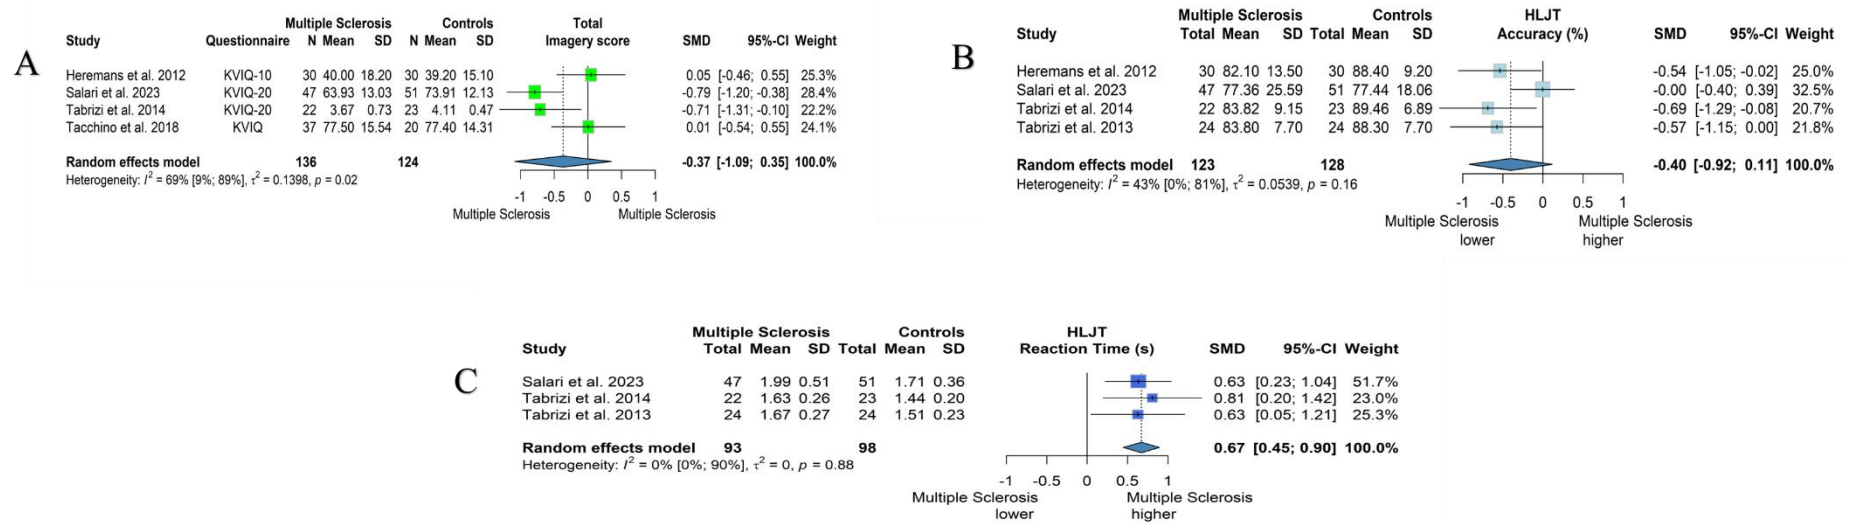 A
Multiple Sclerosis Controls Total
Study Questionnaire N Mean SD N Mean SD Imagery score SMD 95%-CI Weight
Heremans et al. 2012 KVIQ-10 30 40.00 18.20 30 39.20 15.10 0.05 [-0.46; 0.55] 25.3%
Salari et al. 2023 KVIQ-20 47 63.93 13.03 51 73.91 12.13 -0.79 [-1.20; -0.38] 28.4%
Tabrizi et al. 2014 KVIQ-20 22 3.67 0.73 23 4.11 0.47 -0.71 [-1.31; -0.10] 22.2%
Tacchino et al. 2018 KVIQ 37 77.50 15.54 20 77.40 14.31 0.01 [-0.54; 0.55] 24.1%
Random effects model 136 124 -0.37 [-1.09; 0.35] 100.0%
Heterogeneity: I² = 69% [9%; 89%], τ² = 0.1398, p = 0.02
-1 -0.5 0 0.5 1
Multiple Sclerosis Multiple Sclerosis
B
Multiple Sclerosis Controls HLJT
Study Total Mean SD Total Mean SD Accuracy (%) SMD 95%-CI Weight
Heremans et al. 2012 30 82.10 13.50 30 88.40 9.20 -0.54 [-1.05; -0.02] 25.0%
Salari et al. 2023 47 77.36 25.59 51 77.44 18.06 -0.00 [-0.40; 0.39] 32.5%
Tabrizi et al. 2014 22 83.82 9.15 23 89.46 6.89 -0.69 [-1.29; -0.08] 20.7%
Tabrizi et al. 2013 24 83.80 7.70 24 88.30 7.70 -0.57 [-1.15; 0.00] 21.8%
Random effects model 123 128 -0.40 [-0.92; 0.11] 100.0%
Heterogeneity: I² = 43% [0%; 81%], τ² = 0.0539, p = 0.16
-1 -0.5 0 0.5 1
Multiple Sclerosis Multiple Sclerosis
lower higher
C
Multiple Sclerosis Controls HLJT
Study Total Mean SD Total Mean SD Reaction Time (s) SMD 95%-CI Weight
Salari et al. 2023 47 1.99 0.51 51 1.71 0.36 0.63 [0.23; 1.04] 51.7%
Tabrizi et al. 2014 22 1.63 0.26 23 1.44 0.20 0.81 [0.20; 1.42] 23.0%
Tabrizi et al. 2013 24 1.67 0.27 24 1.51 0.23 0.63 [0.05; 1.21] 25.3%
Random effects model 93 98 0.67 [0.45; 0.90] 100.0%
Heterogeneity: I² = 0% [0%; 90%], τ² = 0, p = 0.88
-1 -0.5 0 0.5 1
Multiple Sclerosis Multiple Sclerosis
lower higher